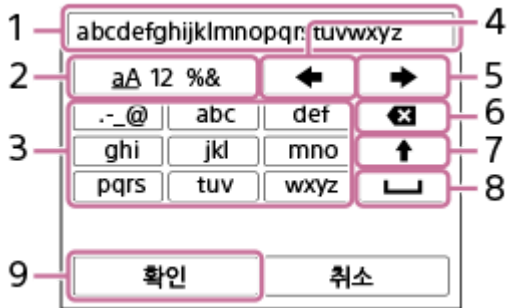 1 abcdefghijklmnopqrstuvwxyz 4
2 aA 12 %& 5
.-_@ abc def 6
3 ghi jkl mno 7
pqrs tuv wxyz 8
9 확인 취소